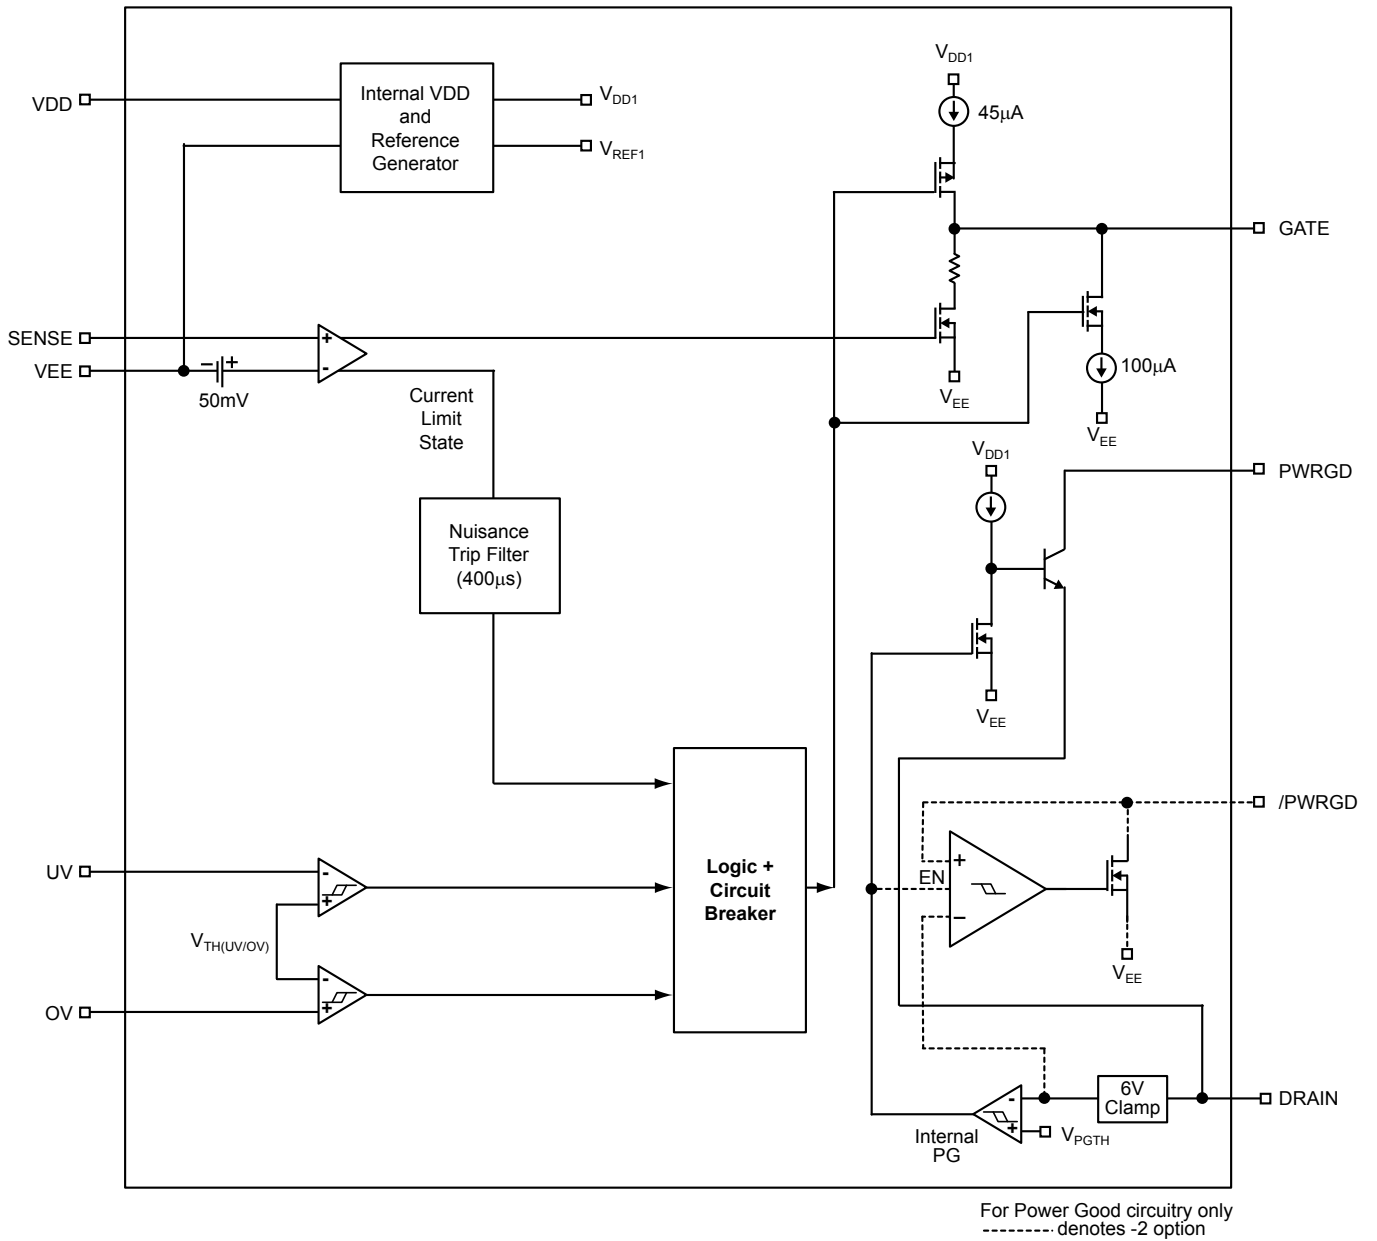 VDD
Internal VDD
and
Reference
Generator
VDD1
VREF1
VDD1
45µA
GATE
SENSE
VEE
50mV
+
-
− +
Current
Limit
State
VEE
100µA
VEE
VDD1
PWRGD
Nuisance
Trip Filter
(400µs)
VEE
/PWRGD
UV
-
+
VTH(UV/OV)
-
+
OV
Logic +
Circuit
Breaker
+
EN
−
VEE
6V
Clamp
DRAIN
-
+
VPGTH
Internal
PG
For Power Good circuitry only
------- denotes -2 option